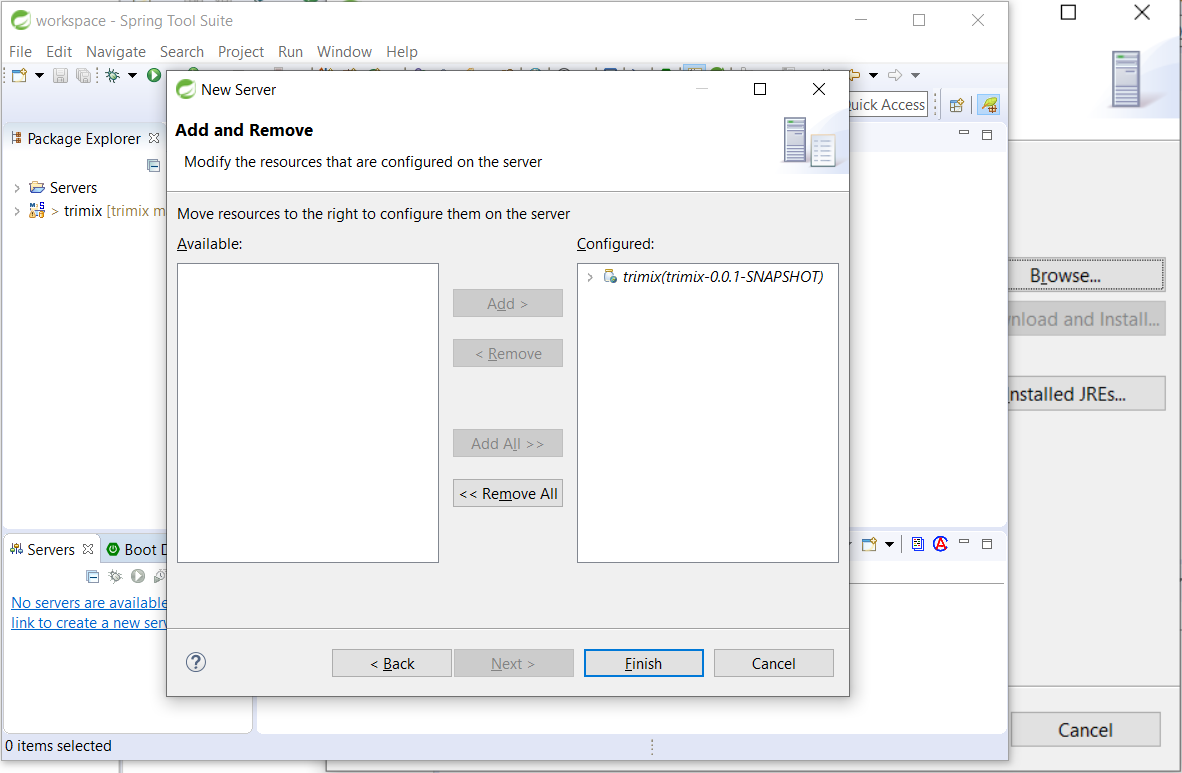 workspace - Spring Tool Suite
File Edit Navigate Search Project Run Window Help
New Server
Quick Access
Add and Remove
Package Explorer
Modify the resources that are configured on the server
Servers
trimix [trimix
Move resources to the right to configure them on the server
Available:
Configured:
trimix(trimix-0.0.1-SNAPSHOT)
Browse...
Add >
and Install...
< Remove
Installed JREs...
Add All >>
<< Remove All
Servers
Boot
No servers are available
link to create a new
< Back
Next >
Finish
Cancel
Cancel
0 items selected